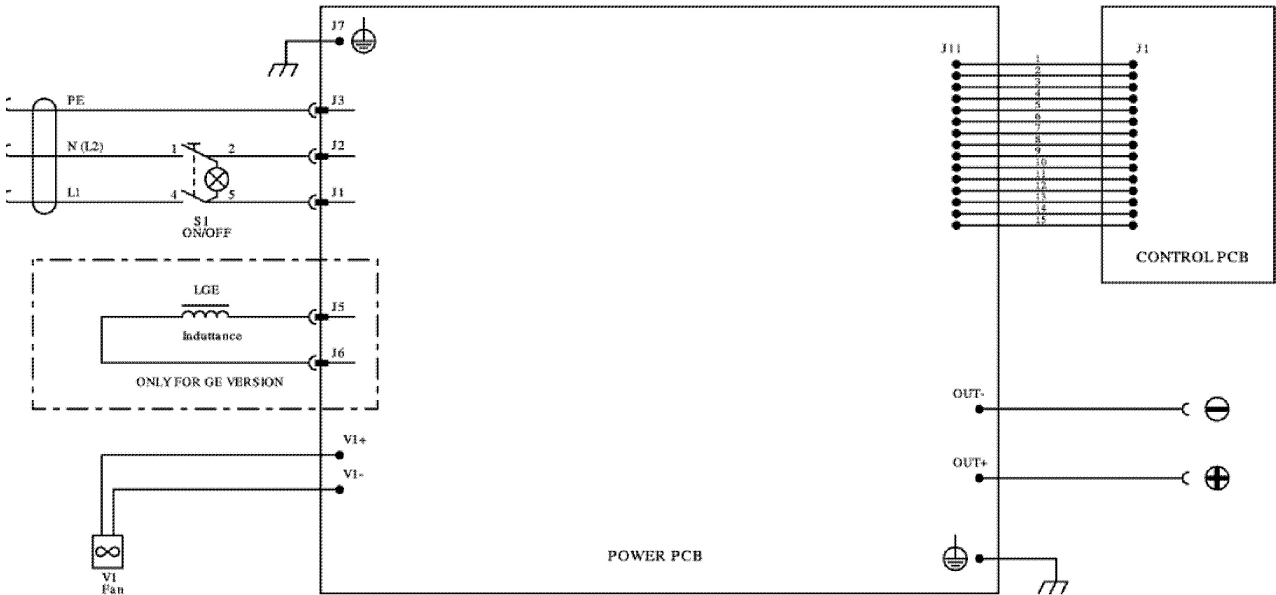 J7
J11
J1
1
2
3
4
5
6
7
8
9
10
11
12
13
14
15
PE
J3
N (L2)
1
2
J2
L1
4
5
J1
S1
ON/OFF
CONTROL PCB
LGE
J5
Induttance
J6
ONLY FOR GE VERSION
OUT-
V1+
OUT+
V1-
POWER PCB
V1
Fan